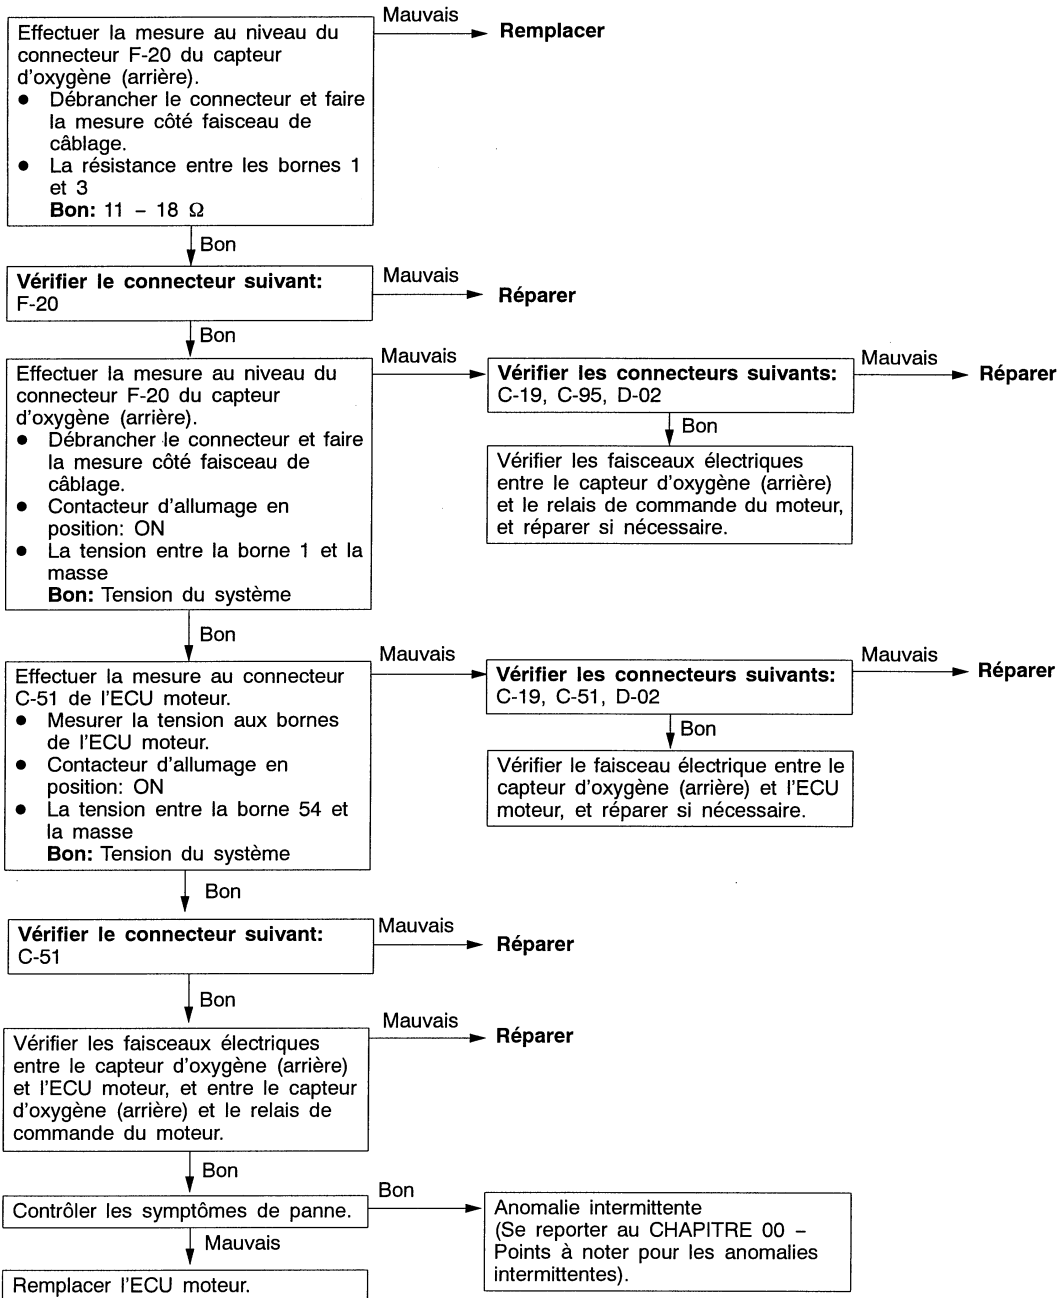 Effectuer la mesure au niveau du
connecteur F-20 du capteur
d'oxygène (arrière).
● Débrancher le connecteur et faire
la mesure côté faisceau de
câblage.
● La résistance entre les bornes 1
et 3
Bon: 11 – 18 Ω
Mauvais
Remplacer
Bon
Vérifier le connecteur suivant:
F-20
Mauvais
Réparer
Bon
Effectuer la mesure au niveau du
connecteur F-20 du capteur
d'oxygène (arrière).
● Débrancher le connecteur et faire
la mesure côté faisceau de
câblage.
● Contacteur d'allumage en
position: ON
● La tension entre la borne 1 et la
masse
Bon: Tension du système
Mauvais
Vérifier les connecteurs suivants:
C-19, C-95, D-02
Mauvais
Réparer
Bon
Vérifier les faisceaux électriques
entre le capteur d'oxygène (arrière)
et le relais de commande du moteur,
et réparer si nécessaire.
Bon
Effectuer la mesure au connecteur
C-51 de l'ECU moteur.
● Mesurer la tension aux bornes
de l'ECU moteur.
● Contacteur d'allumage en
position: ON
● La tension entre la borne 54 et
la masse
Bon: Tension du système
Mauvais
Vérifier les connecteurs suivants:
C-19, C-51, D-02
Mauvais
Réparer
Bon
Vérifier le faisceau électrique entre le
capteur d'oxygène (arrière) et l'ECU
moteur, et réparer si nécessaire.
Bon
Vérifier le connecteur suivant:
C-51
Mauvais
Réparer
Bon
Vérifier les faisceaux électriques
entre le capteur d'oxygène (arrière)
et l'ECU moteur, et entre le capteur
d'oxygène (arrière) et le relais de
commande du moteur.
Mauvais
Réparer
Bon
Contrôler les symptômes de panne.
Bon
Anomalie intermittente
(Se reporter au CHAPITRE 00 –
Points à noter pour les anomalies
intermittentes).
Mauvais
Remplacer l'ECU moteur.